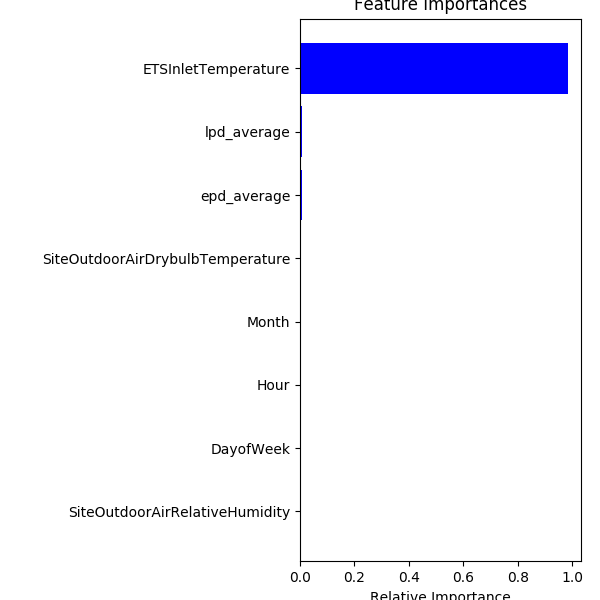 Feature Importances
ETSInletTemperature
lpd_average
epd_average
SiteOutdoorAirDrybulbTemperature
Month
Hour
DayofWeek
SiteOutdoorAirRelativeHumidity
0.0 0.2 0.4 0.6 0.8 1.0
Relative Importance